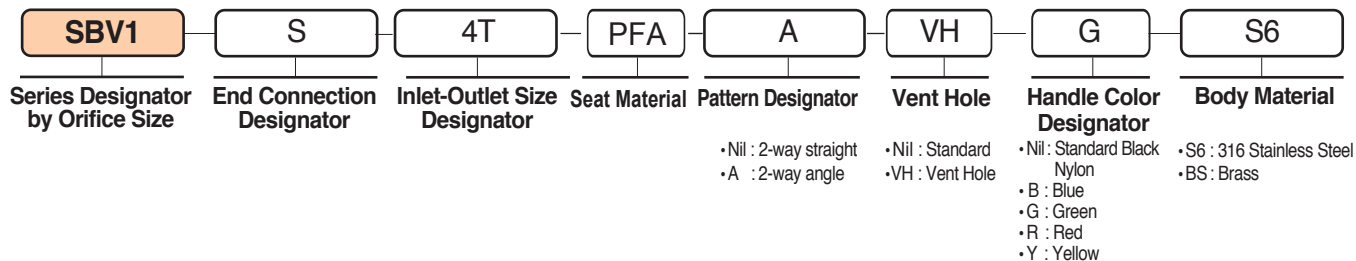 SBV1 S 4T PFA A VH G S6
Series Designator by Orifice Size
End Connection Designator
Inlet-Outlet Size Designator
Seat Material
Pattern Designator
•Nil : 2-way straight
•A : 2-way angle
Vent Hole
•Nil : Standard
•VH : Vent Hole
Handle Color Designator
•Nil : Standard Black Nylon
•B : Blue
•G : Green
•R : Red
•Y : Yellow
Body Material
•S6 : 316 Stainless Steel
•BS : Brass